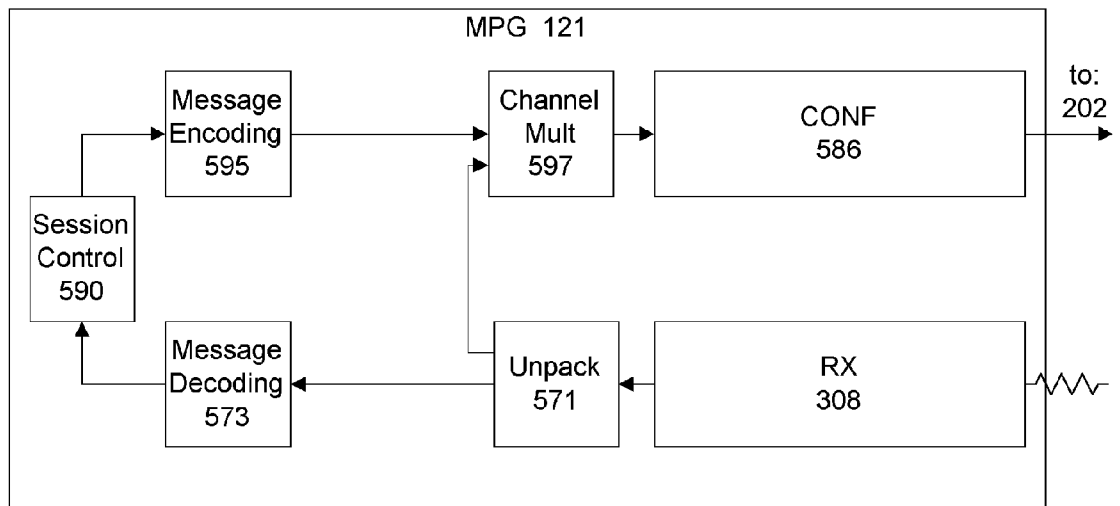 MPG 121
to:
202
Message
Encoding
595
Channel
Mult
597
CONF
586
Session
Control
590
Message
Decoding
573
Unpack
571
RX
308